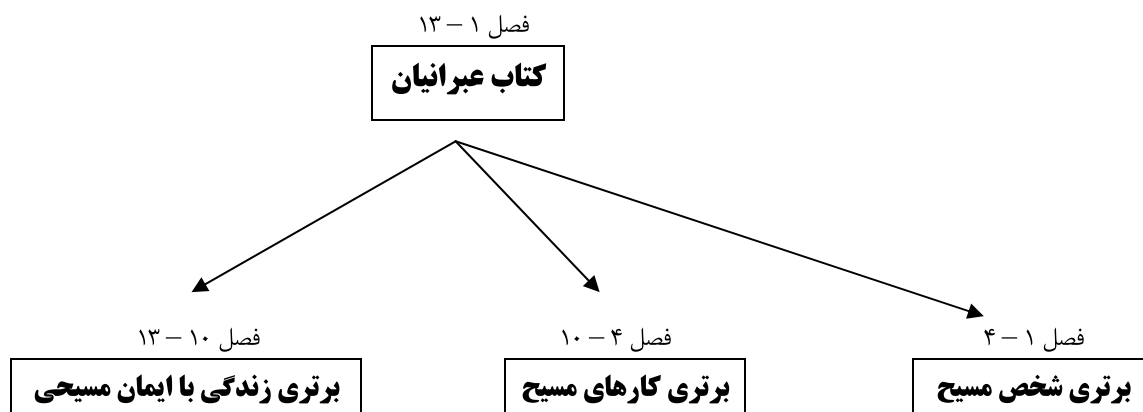 فصل ۱ – ۱۳
کتاب عبرانیان
فصل ۱ – ۴
برتری شخص مسیح
فصل ۴ – ۱۰
برتری کارهای مسیح
فصل ۱۰ – ۱۳
برتری زندگی با ایمان مسیحی